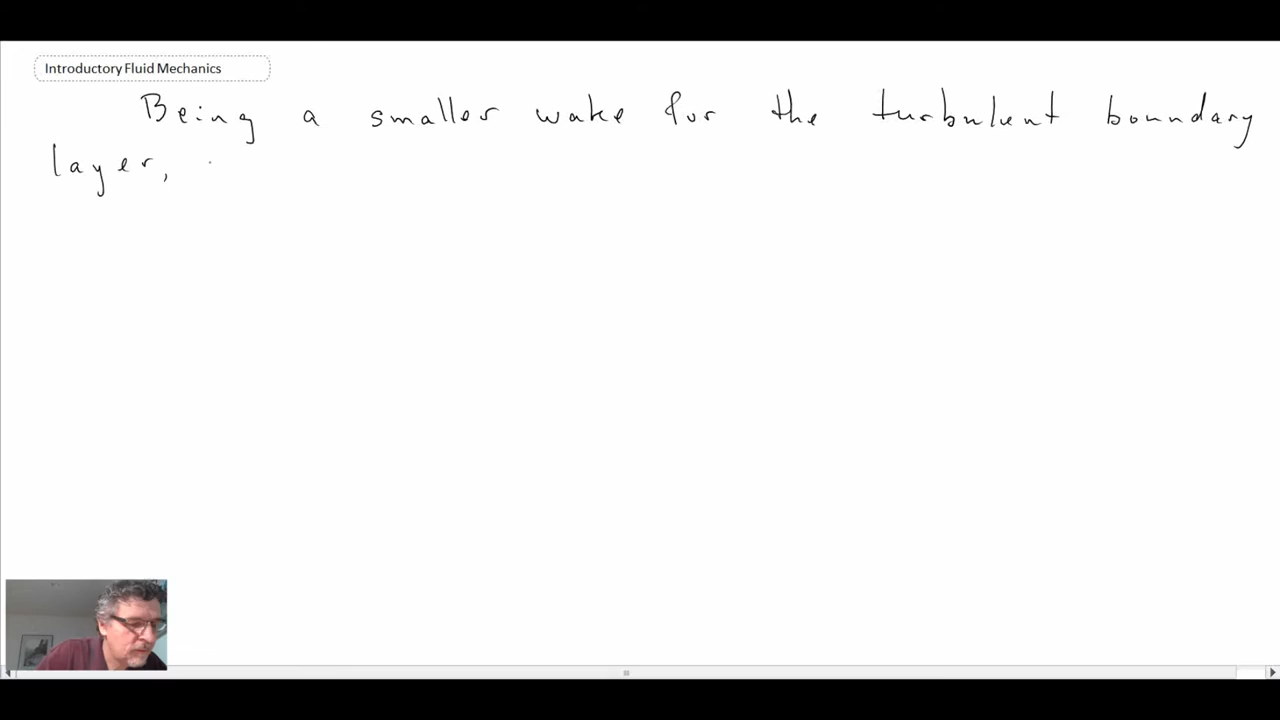 Introductory Fluid Mechanics
Being a smaller wake for the turbulent boundary
layer,